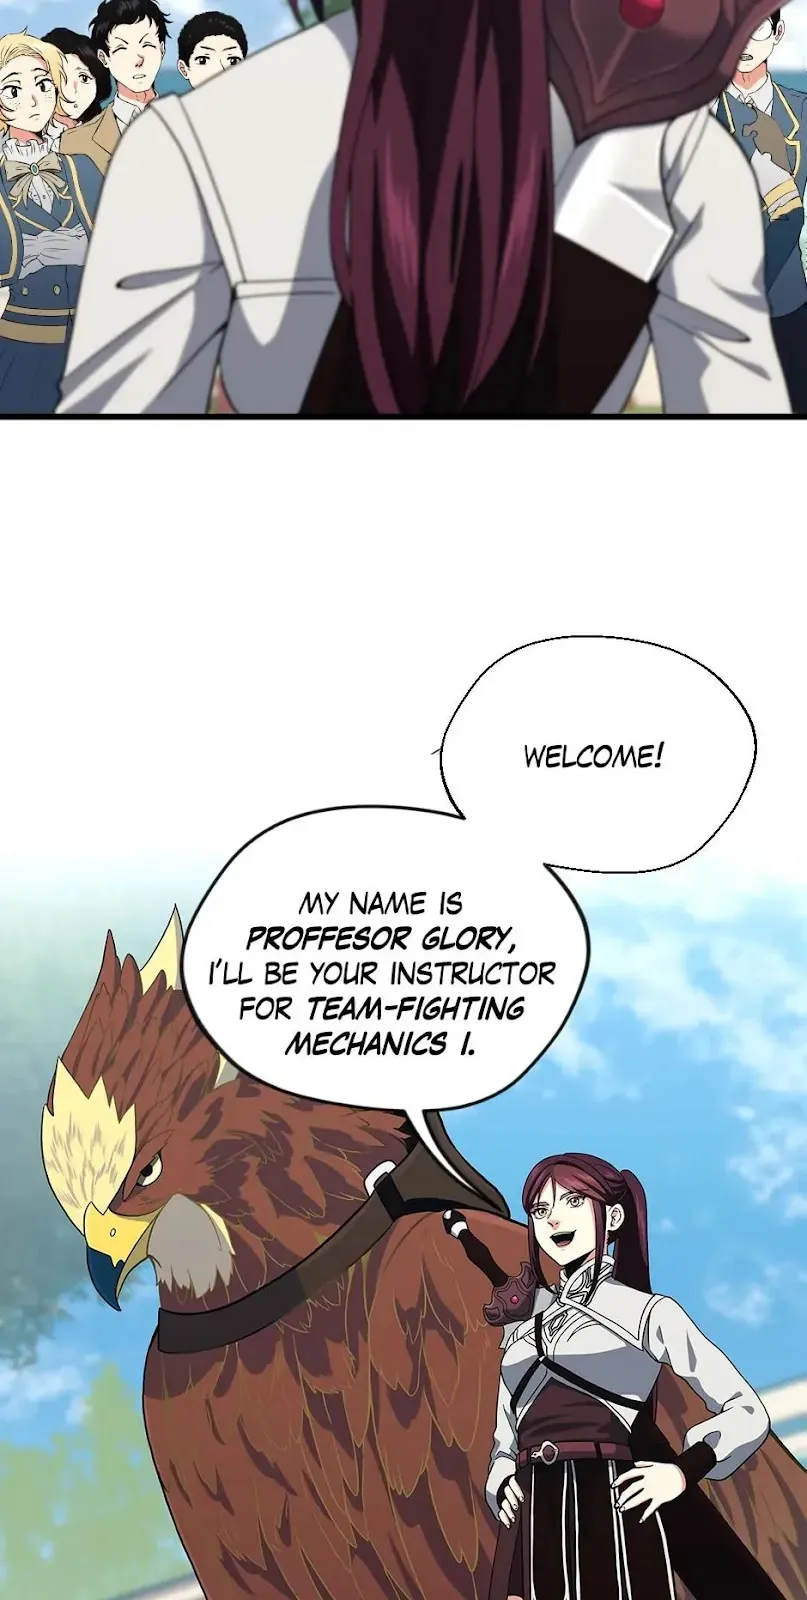 WELCOME!
MY NAME IS
PROFFESOR GLORY,
I'LL BE YOUR INSTRUCTOR
FOR TEAM-FIGHTING
MECHANICS I.